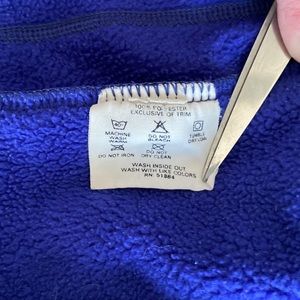 100% POLYESTER
EXCLUSIVE OF TRIM
MACHINE WASH WARM
DO NOT BLEACH
TUMBLE DRY COOL
DO NOT IRON
DO NOT DRY CLEAN
WASH INSIDE OUT
WASH WITH LIKE COLORS
RN 51884